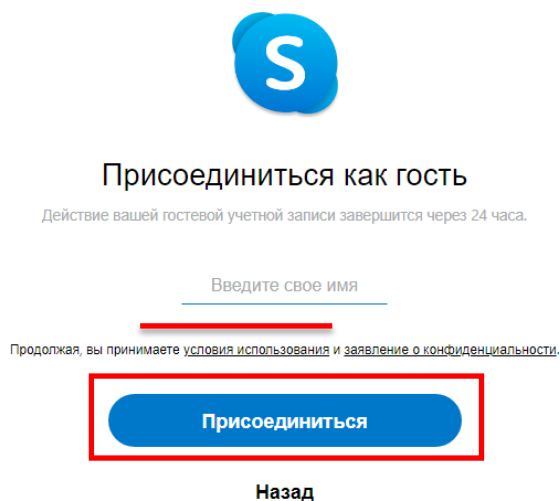 S
Присоединиться как гость
Действие вашей гостевой учетной записи завершится через 24 часа.
Введите свое имя
Продолжая, вы принимаете условия использования и заявление о конфиденциальности.
Присоединиться
Назад